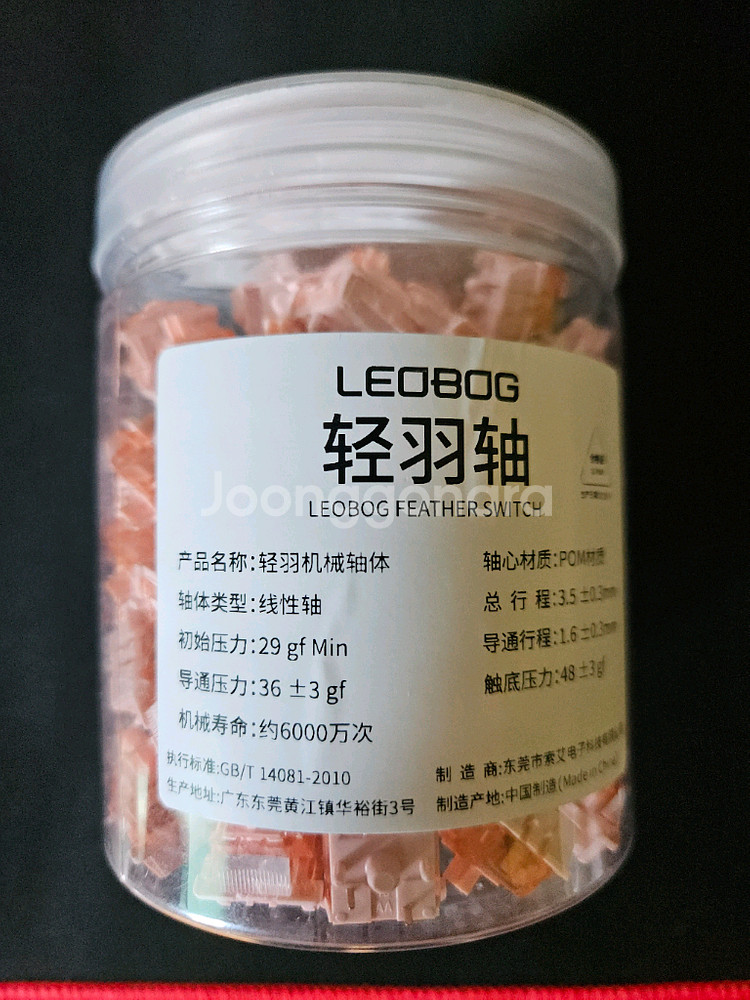 LEOBOG
轻羽轴
Joonggonara
LEOBOG FEATHER SWITCH
产品名称:轻羽机械轴体
轴体类型:线性轴
初始压力:29 gf Min
导通压力:36 ±3 gf
机械寿命:约6000万次
轴心材质:POM材质
总 行 程:3.5 ±0.3mm
导通行程:1.6 ±0.3mm
触底压力:48 ±3 gf
执行标准:GB/T 14081-2010
生产地址:广东东莞黄江镇华裕街3号
制 造 商:东莞市索艾电子科技有限公司
制造产地:中国制造(Made in China)